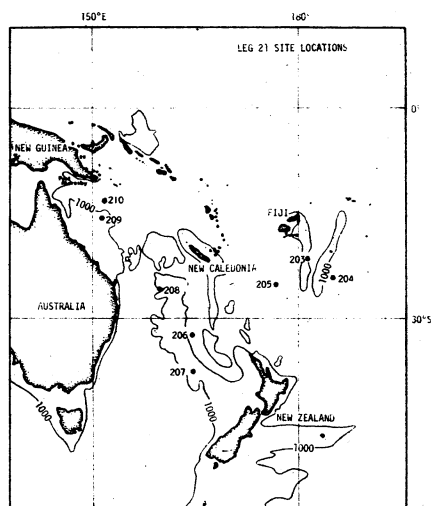 150°E 180°
LEG 21 SITE LOCATIONS
0°
NEW GUINEA
210
1000
209
FIJI
203
1000
204
NEW CALEDONIA
205
208
AUSTRALIA
30°S
206
207
1000
1000
NEW ZEALAND
1000